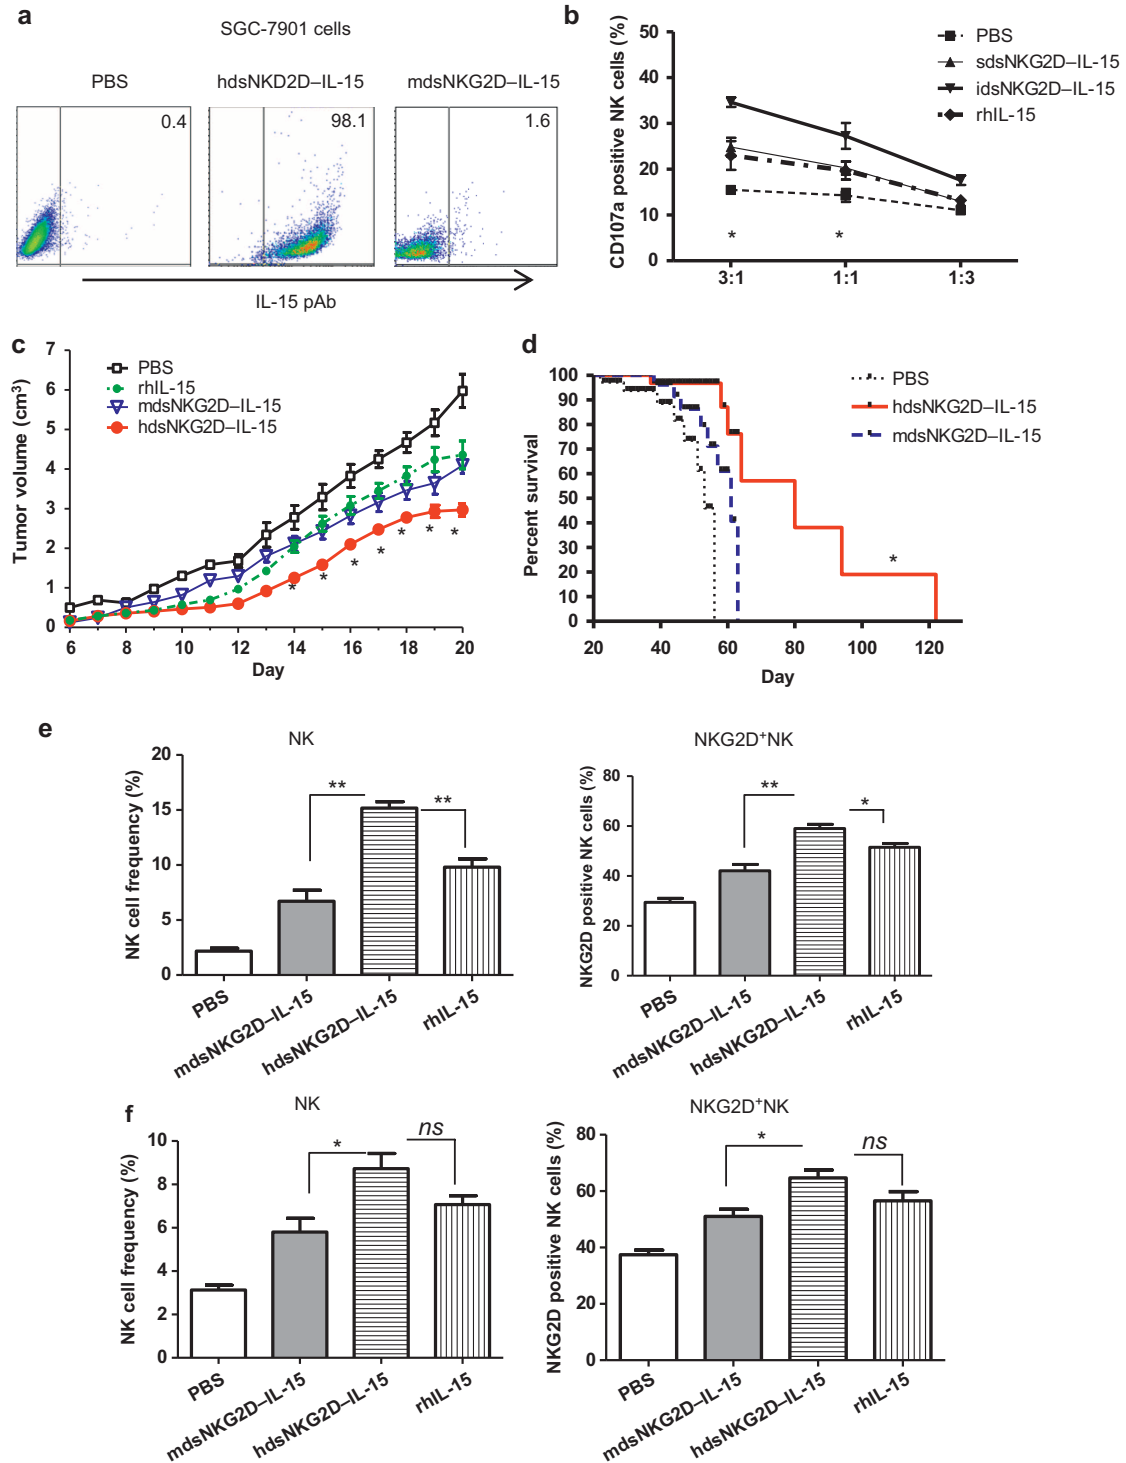 a
SGC-7901 cells
PBS
hdsNKD2D–IL-15
mdsNKG2D–IL-15
0.4
98.1
1.6
IL-15 pAb
b
CD107a positive NK cells (%)
50
40
30
20
10
0
3:1
1:1
1:3
*
*
PBS
sdsNKG2D–IL-15
idsNKG2D–IL-15
rhIL-15
c
Tumor volume (cm³)
7
6
5
4
3
2
1
0
6
8
10
12
14
16
18
20
Day
PBS
rhIL-15
mdsNKG2D–IL-15
hdsNKG2D–IL-15
* * * * * * *
d
Percent survival
100
90
80
70
60
50
40
30
20
10
0
20
40
60
80
100
120
Day
PBS
hdsNKG2D–IL-15
mdsNKG2D–IL-15
*
e
NK
NK cell frequency (%)
20
15
10
5
0
**
**
PBS
mdsNKG2D–IL-15
hdsNKG2D–IL-15
rhIL-15
NKG2D⁺NK
NKG2D positive NK cells (%)
80
60
40
20
0
**
*
PBS
mdsNKG2D–IL-15
hdsNKG2D–IL-15
rhIL-15
f
NK
NK cell frequency (%)
10
8
6
4
2
0
*
ns
PBS
mdsNKG2D–IL-15
hdsNKG2D–IL-15
rhIL-15
NKG2D⁺NK
NKG2D positive NK cells (%)
80
60
40
20
0
*
ns
PBS
mdsNKG2D–IL-15
hdsNKG2D–IL-15
rhIL-15